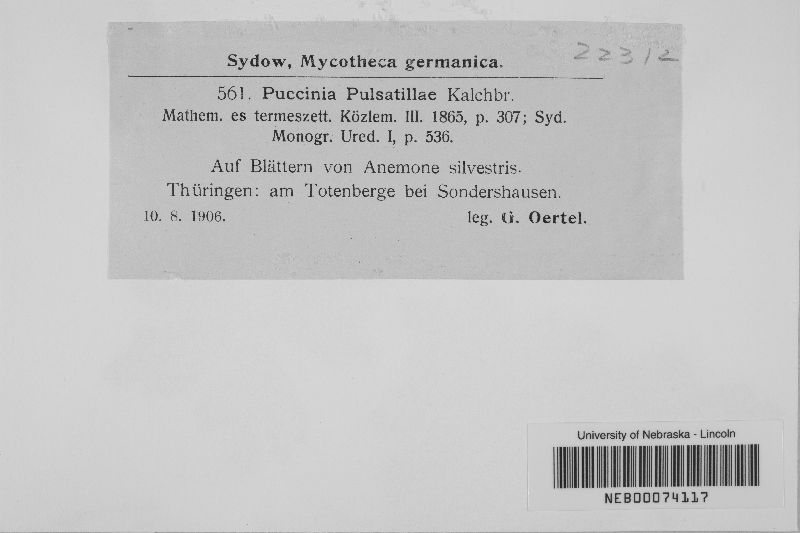 Sydow, Mycotheca germanica.
22312
561. Puccinia Pulsatillae Kalchbr.
Mathem. es termeszett. Közlem. III. 1865, p. 307; Syd.
Monogr. Ured. I, p. 536.
Auf Blättern von Anemone silvestris.
Thüringen: am Totenberge bei Sondershausen.
10. 8. 1906. leg. G. Oertel.
University of Nebraska - Lincoln
NEB00074117